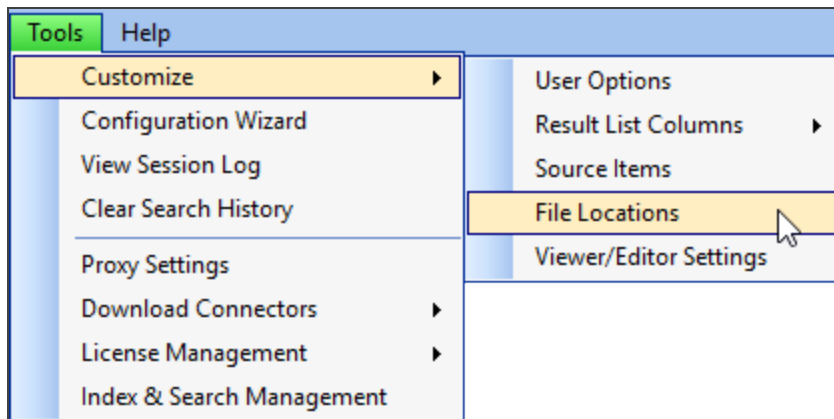 Tools Help
Customize
Configuration Wizard
View Session Log
Clear Search History
Proxy Settings
Download Connectors
License Management
Index & Search Management
User Options
Result List Columns
Source Items
File Locations
Viewer/Editor Settings